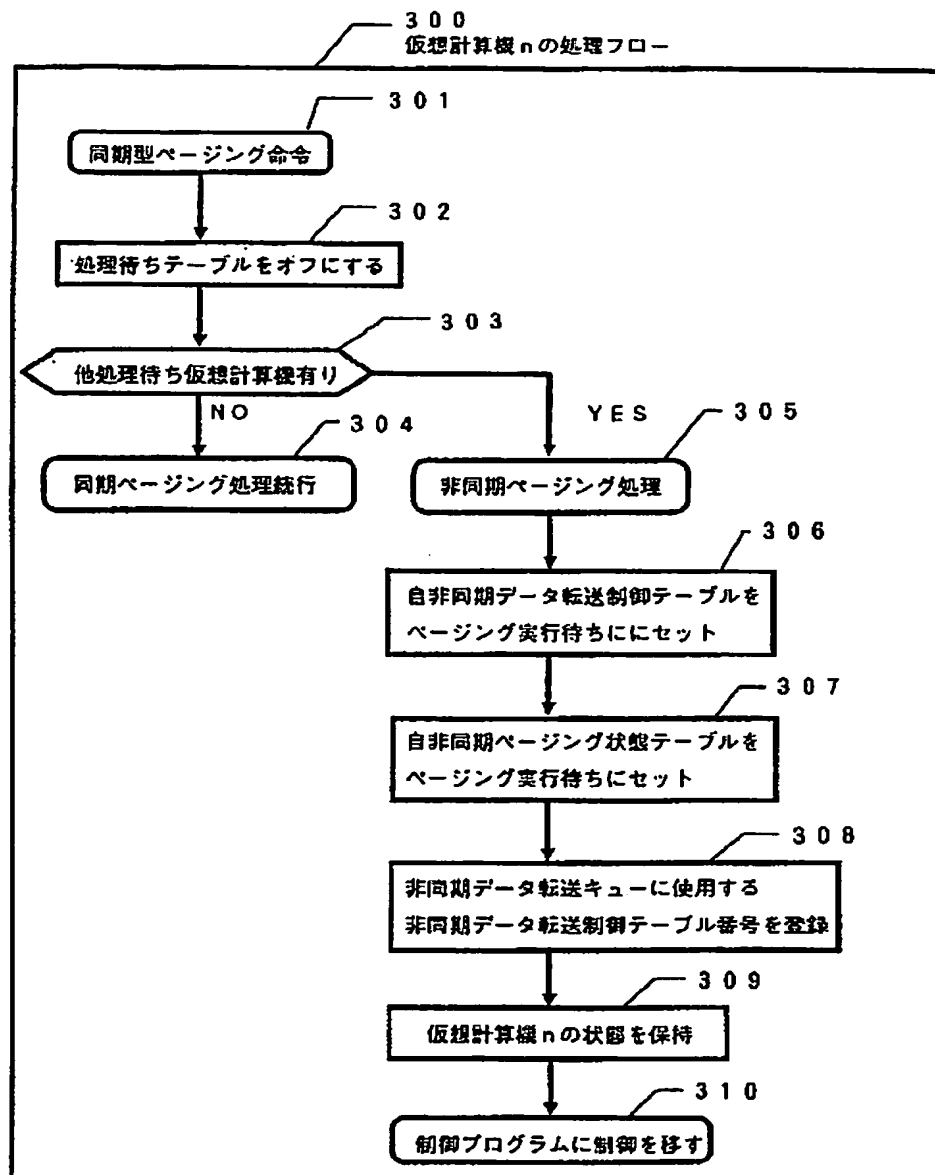 300
仮想計算機nの処理フロー
301
同期型ページング命令
302
処理待ちテーブルをオフにする
303
他処理待ち仮想計算機有り
NO
YES
304
同期ページング処理続行
305
非同期ページング処理
306
自非同期データ転送制御テーブルを
ページング実行待ちににセット
307
自非同期ページング状態テーブルを
ページング実行待ちにセット
308
非同期データ転送キューに使用する
非同期データ転送制御テーブル番号を登録
309
仮想計算機nの状態を保持
310
制御プログラムに制御を移す